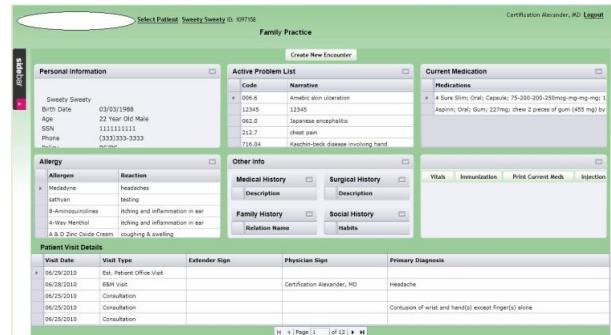 Select Patient Sweety Sweety ID: 1097158
Certification Alexander, MD Logout
Family Practice
Create New Encounter
sidebar
Personal Information
Sweety Sweety
Birth Date 03/03/1988
Age 22 Year Old Male
SSN 1111111111
Phone (333)333-3333
Active Problem List
Code Narrative
006.6 Amebic skin ulceration
12345 12345
062.0 Japanese encephalitis
212.7 chest pain
716.04 Kaschin-beck disease involving hand
Current Medication
Medications
4 Sure Slim; Oral; Capsule; 75-200-200-250mcg-mg-mg-mg; 1
Aspirin; Oral; Gum; 227mg; chew 2 pieces of gum (455 mg) by
Allergy
Allergen Reaction
Medadyne headaches
sathyan testing
8-Aminoquinolines itching and inflammation in ear
4-Way Menthol itching and inflammation in ear
A & D Zinc Oxide Cream coughing & swelling
Other Info
Medical History
Description
Surgical History
Description
Family History
Relation Name
Social History
Habits
Vitals Immunization Print Current Meds Injection
Patient Visit Details
Visit Date Visit Type Extender Sign Physician Sign Primary Diagnosis
06/29/2010 Est. Patient Office Visit
06/28/2010 E&M Visit Certification Alexander, MD Headache
06/25/2010 Consultation
06/25/2010 Consultation Contusion of wrist and hand(s) except finger(s) alone
06/25/2010 Consultation
Page 1 of 12